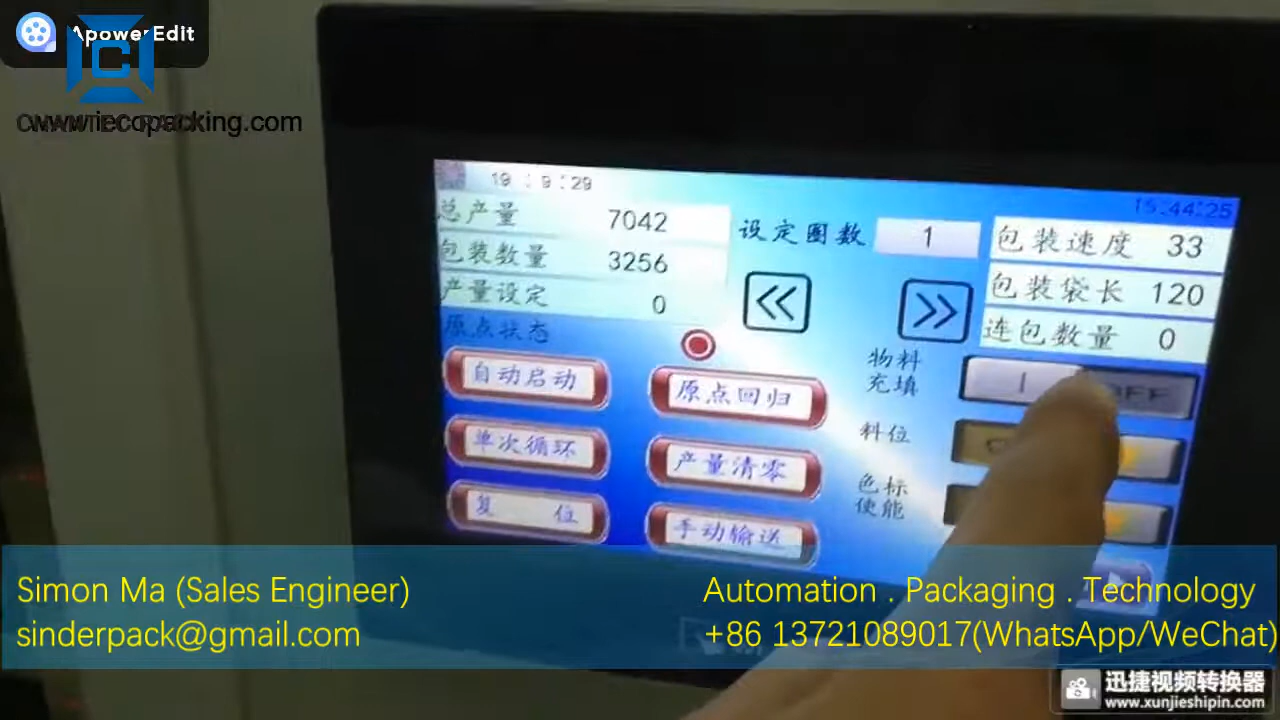 ApowerEdit
www.iecopacking.com
19 : 9 : 29
15:44:25
总产量 7042
包装数量 3256
产量设定 0
设定圈数 1
包装速度 33
包装袋长 120
连包数量 0
原点状态
自动启动
原点回归
单次循环
产量清零
复 位
手动输送
物料
充填
OFF
料位
色标
使能
Simon Ma (Sales Engineer)
sinderpack@gmail.com
Automation . Packaging . Technology
+86 13721089017(WhatsApp/WeChat)
迅捷视频转换器
www.xunjieshipin.com